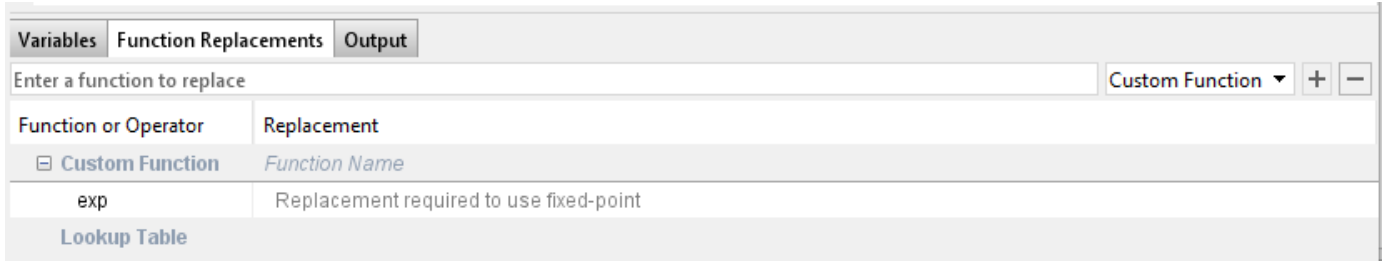 Variables Function Replacements Output
Enter a function to replace Custom Function + −
Function or Operator Replacement
Custom Function Function Name
exp Replacement required to use fixed-point
Lookup Table